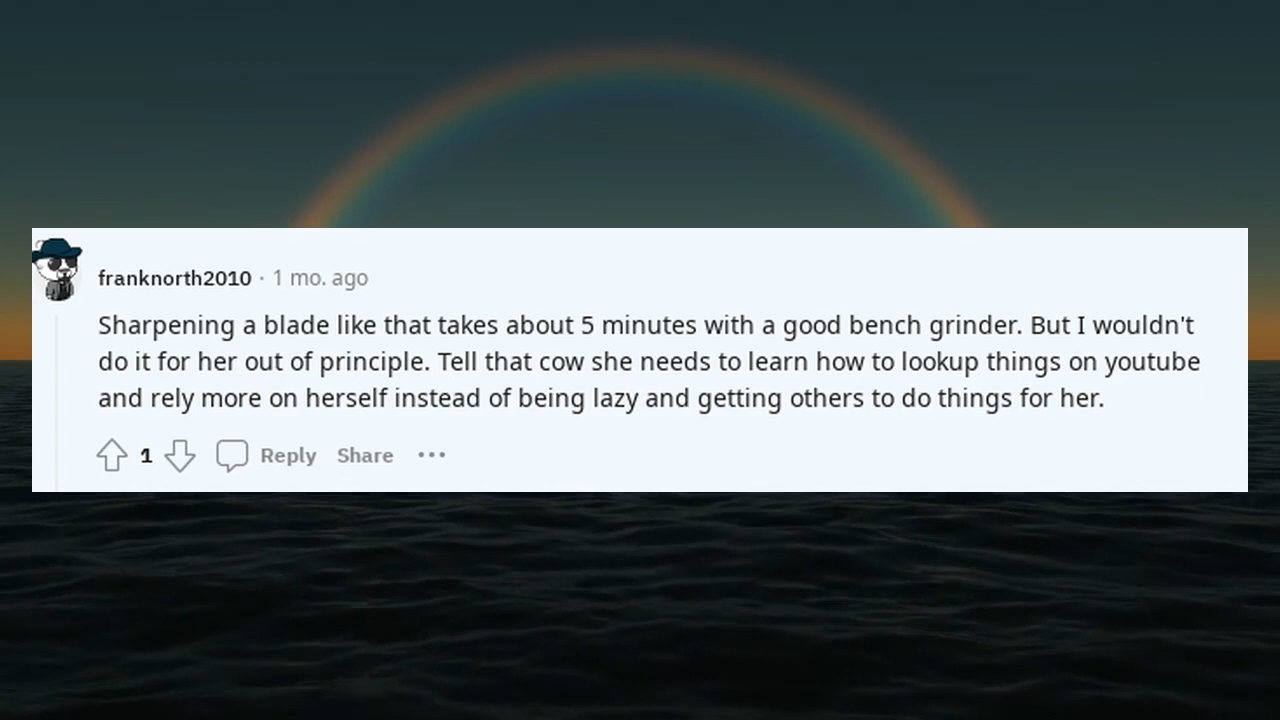 franknorth2010 · 1 mo. ago
Sharpening a blade like that takes about 5 minutes with a good bench grinder. But I wouldn't
do it for her out of principle. Tell that cow she needs to learn how to lookup things on youtube
and rely more on herself instead of being lazy and getting others to do things for her.
1 Reply Share ···